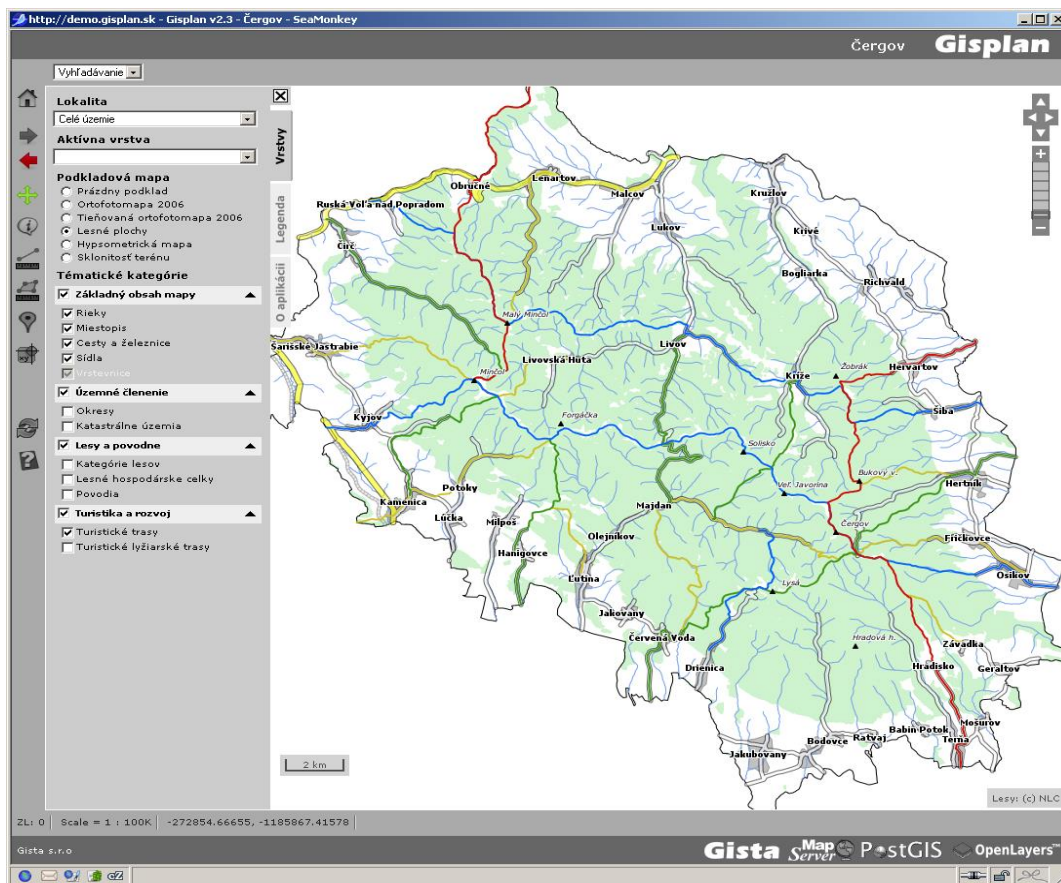 http://demo.gisplan.sk - Gisplan v2.3 - Čergov - SeaMonkey
Čergov Gisplan
Vyhľadávanie
Lokalita
Celé územie
Aktívna vrstva
Podkladová mapa
Prázdny podklad
Ortofotomapa 2006
Tieňovaná ortofotomapa 2006
Lesné plochy
Hypsometrická mapa
Sklonitosť terénu
Tématické kategórie
Základný obsah mapy
Rieky
Miestopis
Cesty a železnice
Sídla
Vrstevnice
Územné členenie
Okresy
Katastrálne územia
Lesy a povodne
Kategórie lesov
Lesné hospodárske celky
Povodia
Turistika a rozvoj
Turistické trasy
Turistické lyžiarské trasy
Vrstvy
Legenda
O aplikácii
Obručné
Lenartov
Malcov
Kružlov
Ruská Voľa nad Popradom
Lukov
Krivé
Čirč
Bogliarka
Richvald
Malý Minčol
Šarišské Jastrabie
Livovská Huta
Livov
Minčol
Kríže
Žobrák
Hervartov
Kyjov
Forgáčka
Šiba
Solisko
Bukový v.
Potoky
Veľ. Javorina
Hertník
Kamenica
Majdan
Lúčka
Milpoš
Čergov
Olejníkov
Fričkovce
Hanigovce
Osikov
Ľutina
Lysá
Jakovany
Červená Voda
Hradová h.
Závadka
Drienica
Hradisko
Geraltov
Mošurov
Babin Potok
Ratvaj
Terňa
Bodovce
Jakubovany
2 km
Lesy: (c) NLC
ZL: 0 Scale = 1 : 100K -272854.66655, -1185867.41578
Gista s.r.o
Gista Map Server PostGIS OpenLayers™